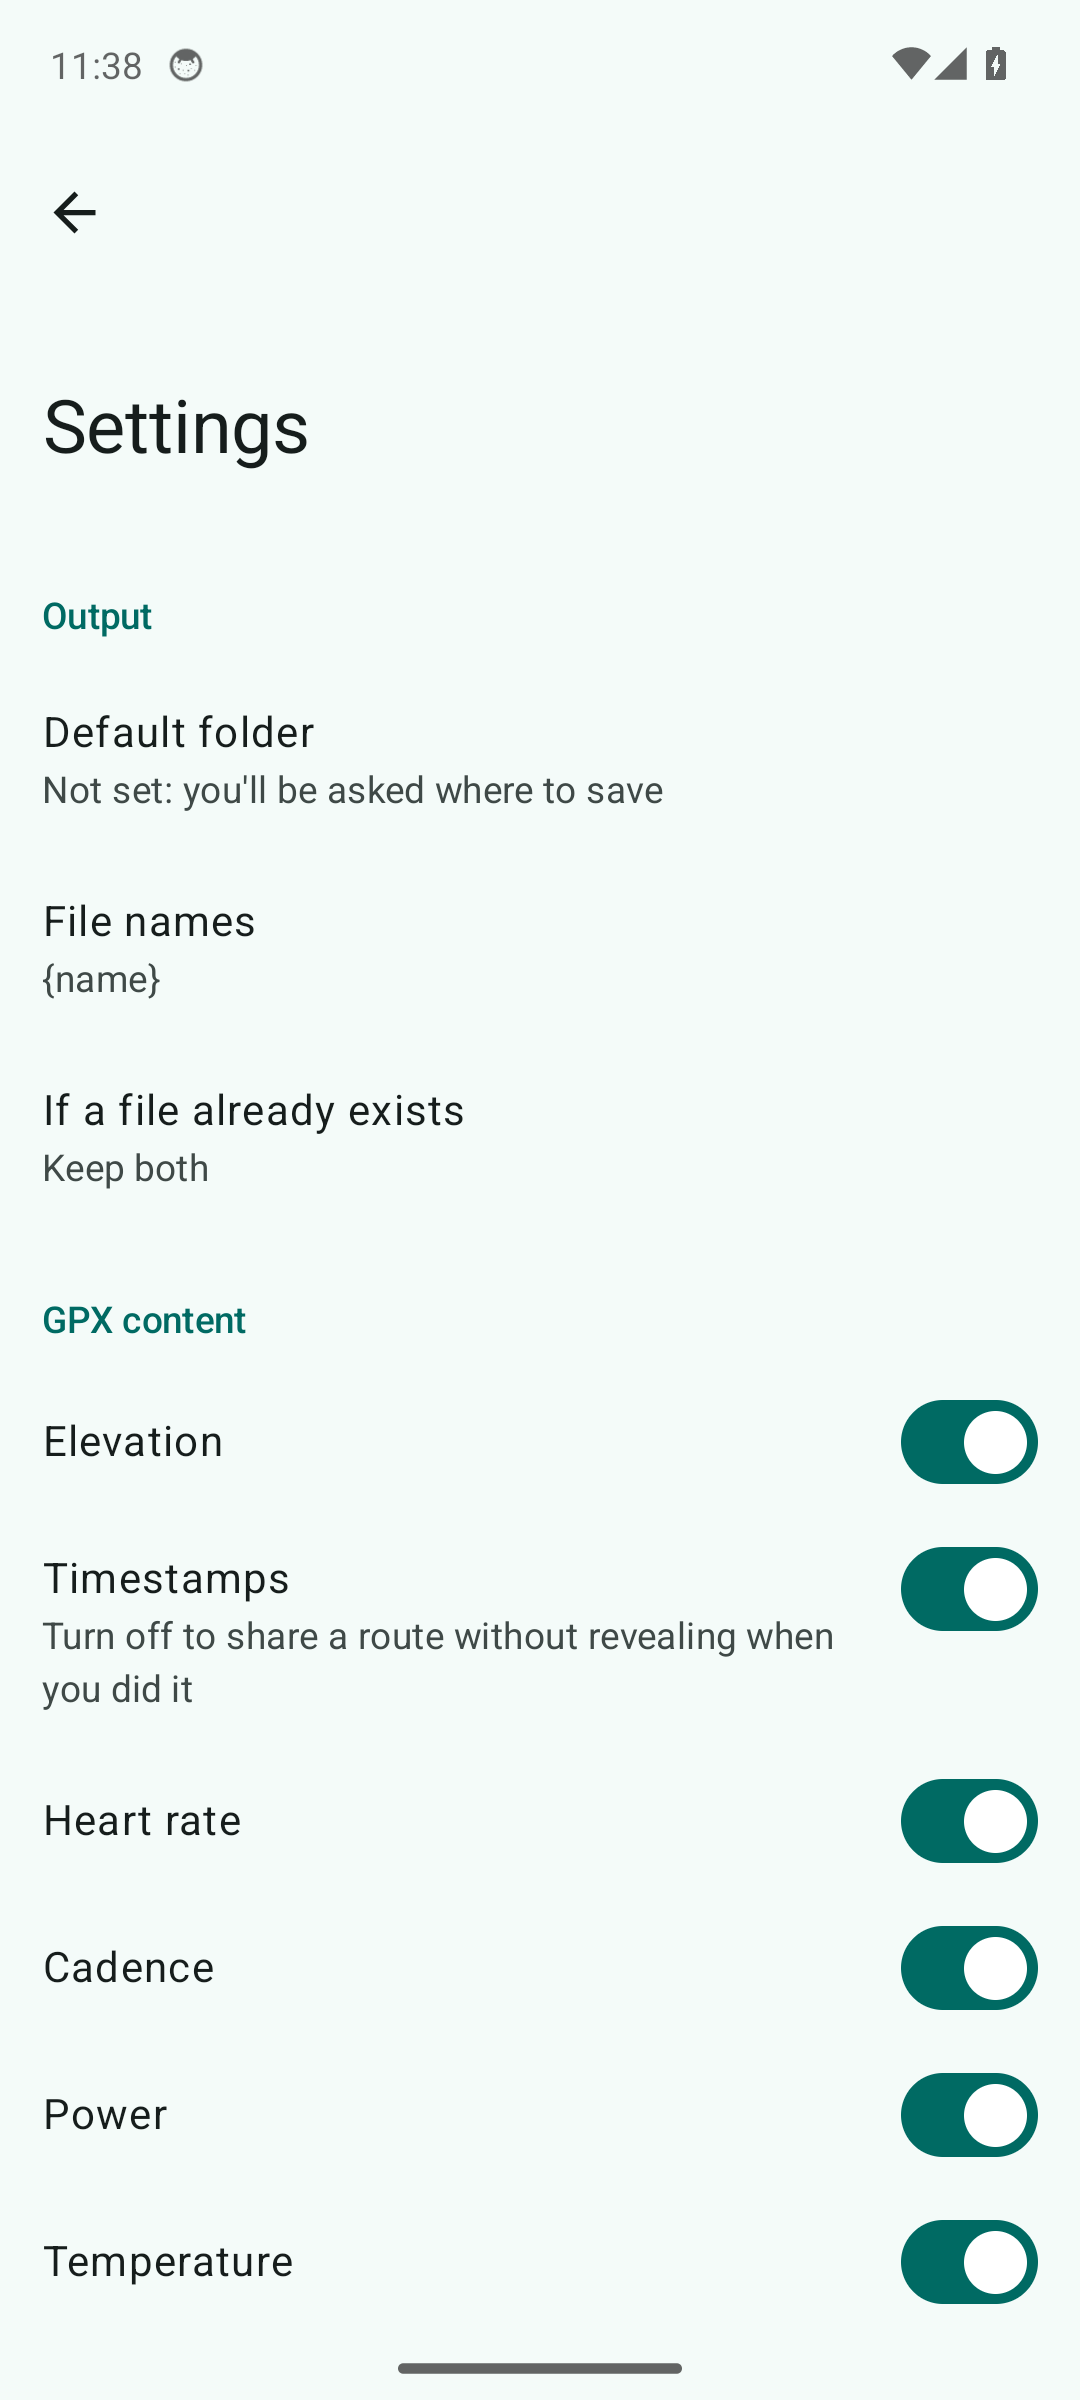 11:38
Settings
Output
Default folder
Not set: you'll be asked where to save
File names
{name}
If a file already exists
Keep both
GPX content
Elevation
Timestamps
Turn off to share a route without revealing when
you did it
Heart rate
Cadence
Power
Temperature